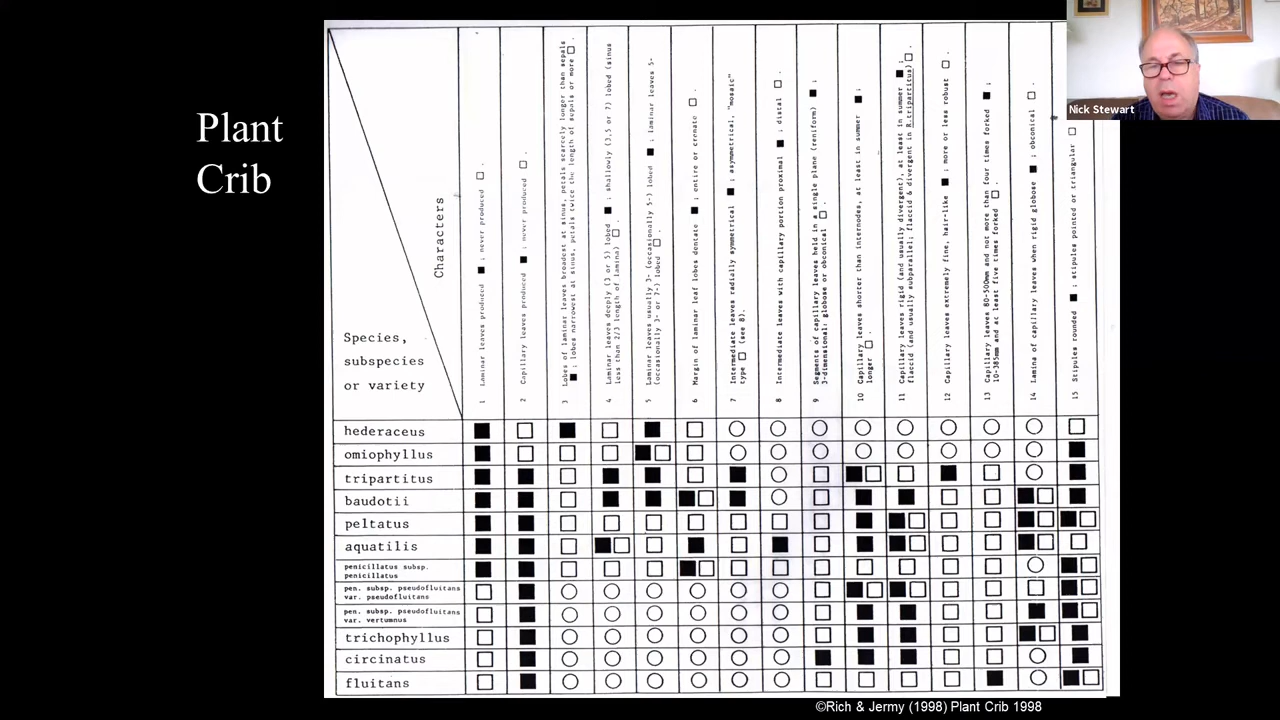 Plant
Crib
Nick Stewart
Characters
Species,
subspecies
or variety
1 Laminar leaves produced ■ ; never produced □ .
2 Capillary leaves produced ■ ; never produced □ .
3 Lobes of laminar leaves broadest at sinus, petals scarcely longer than sepals
■ ; lobes narrowest at sinus, petals twice the length of sepals or more □ .
4 Laminar leaves deeply (3 or 5) lobed ■ ; shallowly (3,5 or 7) lobed (sinus
less than 2/3 length of lamina) □ .
5 Laminar leaves usually 3- (occasionally 5-) lobed ■ ; laminar leaves 5-
(occasionally 3- or 7-) lobed □ .
6 Margin of laminar leaf lobes dentate ■ ; entire or crenate □ .
7 Intermediate leaves radially symmetrical ■ ; asymmetrical, "mosaic"
type □ (see 8).
8 Intermediate leaves with capillary portion proximal ■ ; distal □ .
9 Segments of capillary leaves held in a single plane (reniform) ■ ;
3-dimensional: globose or obconical □ .
10 Capillary leaves shorter than internodes, at least in summer ■ ;
longer □ .
11 Capillary leaves rigid (and usually divergent), at least in summer ■ ;
flaccid (and usually subparallel; flaccid & divergent in R.tripartitus) □ .
12 Capillary leaves extremely fine, hair-like ■ ; more or less robust □ .
13 Capillary leaves 80-500mm and not more than four times forked ■ ;
10-385mm and at least five times forked □ .
14 Lamina of capillary leaves when rigid globose ■ ; obconical □ .
15 Stipules rounded ■ ; stipules pointed or triangular □
hederaceus
omiophyllus
tripartitus
baudotii
peltatus
aquatilis
penicillatus subsp.
penicillatus
pen. subsp. pseudofluitans
var. pseudofluitans
pen. subsp. pseudofluitans
var. vertumnus
trichophyllus
circinatus
fluitans
©Rich & Jermy (1998) Plant Crib 1998